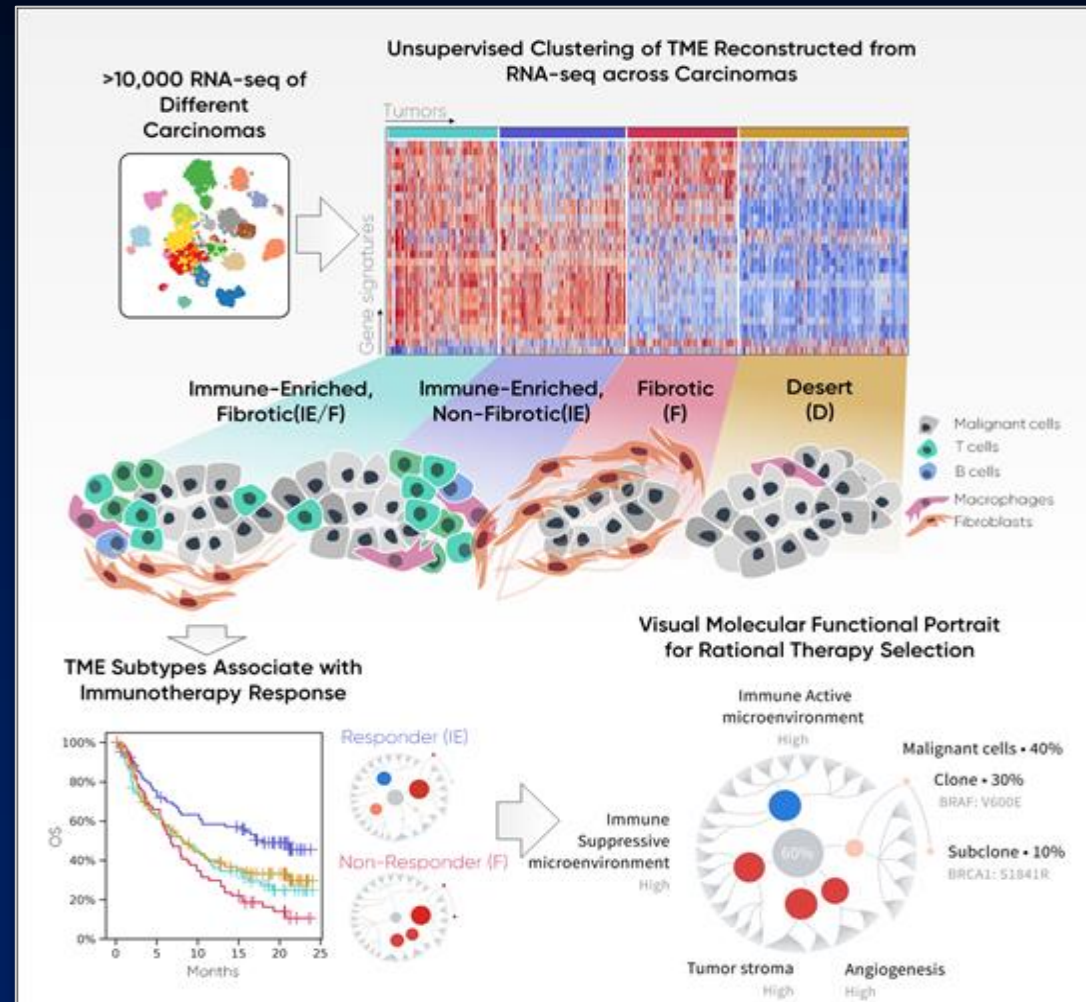 Unsupervised Clustering of TME Reconstructed from
RNA-seq across Carcinomas
>10,000 RNA-seq of
Different
Carcinomas
Tumors
Gene signatures
Immune-Enriched,
Fibrotic(IE/F)
Immune-Enriched,
Non-Fibrotic(IE)
Fibrotic
(F)
Desert
(D)
Malignant cells
T cells
B cells
Macrophages
Fibroblasts
TME Subtypes Associate with
Immunotherapy Response
100%
80%
60%
40%
20%
0%
OS
0
5
10
15
20
25
Months
Responder (IE)
Non-Responder (F)
Visual Molecular Functional Portrait
for Rational Therapy Selection
Immune Active
microenvironment
High
Malignant cells • 40%
Clone • 30%
BRAF: V600E
Immune
Suppressive
microenvironment
High
60%
Subclone • 10%
BRCA1: S1841R
Tumor stroma
High
Angiogenesis
High